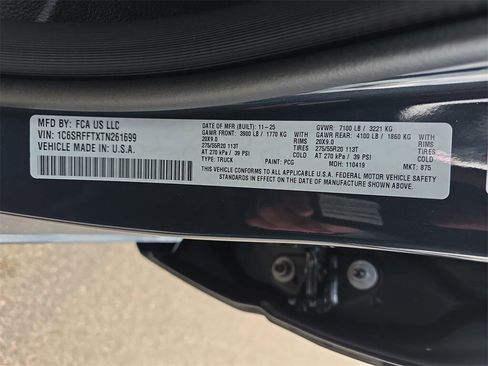 MFD BY: FCA US LLC
VIN: 1C6SRFFTXTN261699
VEHICLE MADE IN: U.S.A.
DATE OF MFR (BUILT): 11-25
GAWR FRONT: 3900 LB / 1770 KG
WITH
RIMS
20X9.0
TIRES
275/55R20 113T
COLD
AT 270 kPa / 39 PSI
TYPE: TRUCK
PAINT: PCG
GVWR: 7100 LB / 3221 KG
GAWR REAR: 4100 LB / 1860 KG
WITH
RIMS
20X9.0
TIRES
275/55R20 113T
COLD
AT 270 kPa / 39 PSI
MDH: 110419
MKT: 875
THIS VEHICLE CONFORMS TO ALL APPLICABLE U.S.A. FEDERAL MOTOR VEHICLE SAFETY
STANDARDS IN EFFECT ON THE DATE OF MANUFACTURE SHOWN ABOVE